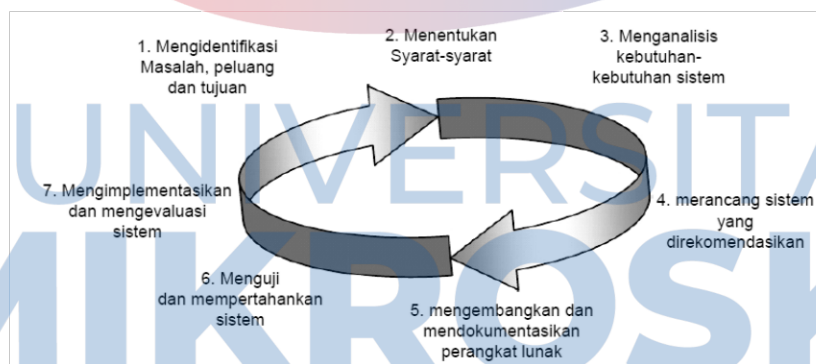 1. Mengidentifikasi
Masalah, peluang
dan tujuan
2. Menentukan
Syarat-syarat
3. Menganalisis
kebutuhan-
kebutuhan sistem
4. merancang sistem
yang
direkomendasikan
5. mengembangkan dan
mendokumentasikan
perangkat lunak
6. Menguji
dan mempertahankan
sistem
7. Mengimplementasikan
dan mengevaluasi
sistem
UNIVERSITA
MIKROSK